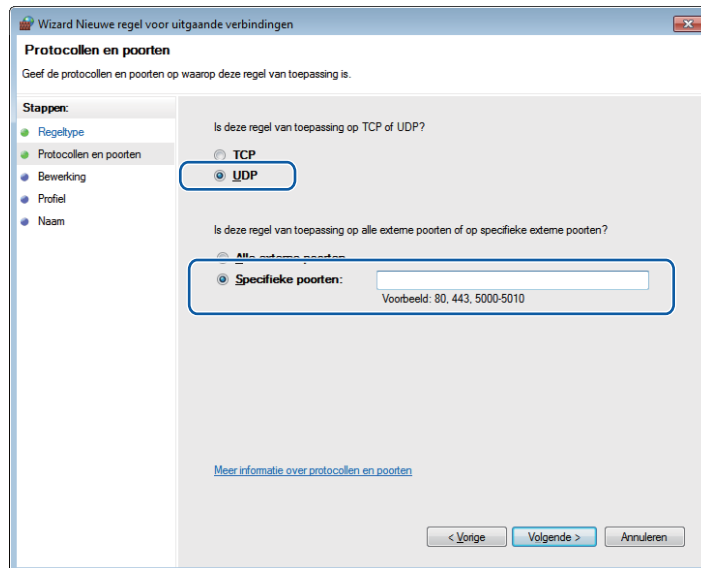 Wizard Nieuwe regel voor uitgaande verbindingen
Protocollen en poorten
Geef de protocollen en poorten op waarop deze regel van toepassing is.
Stappen:
Regeltype
Protocollen en poorten
Bewerking
Profiel
Naam
Is deze regel van toepassing op TCP of UDP?
TCP
UDP
Is deze regel van toepassing op alle externe poorten of op specifieke externe poorten?
Alle externe poorten
Specifieke poorten:
Voorbeeld: 80, 443, 5000-5010
Meer informatie over protocollen en poorten
< Vorige
Volgende >
Annuleren